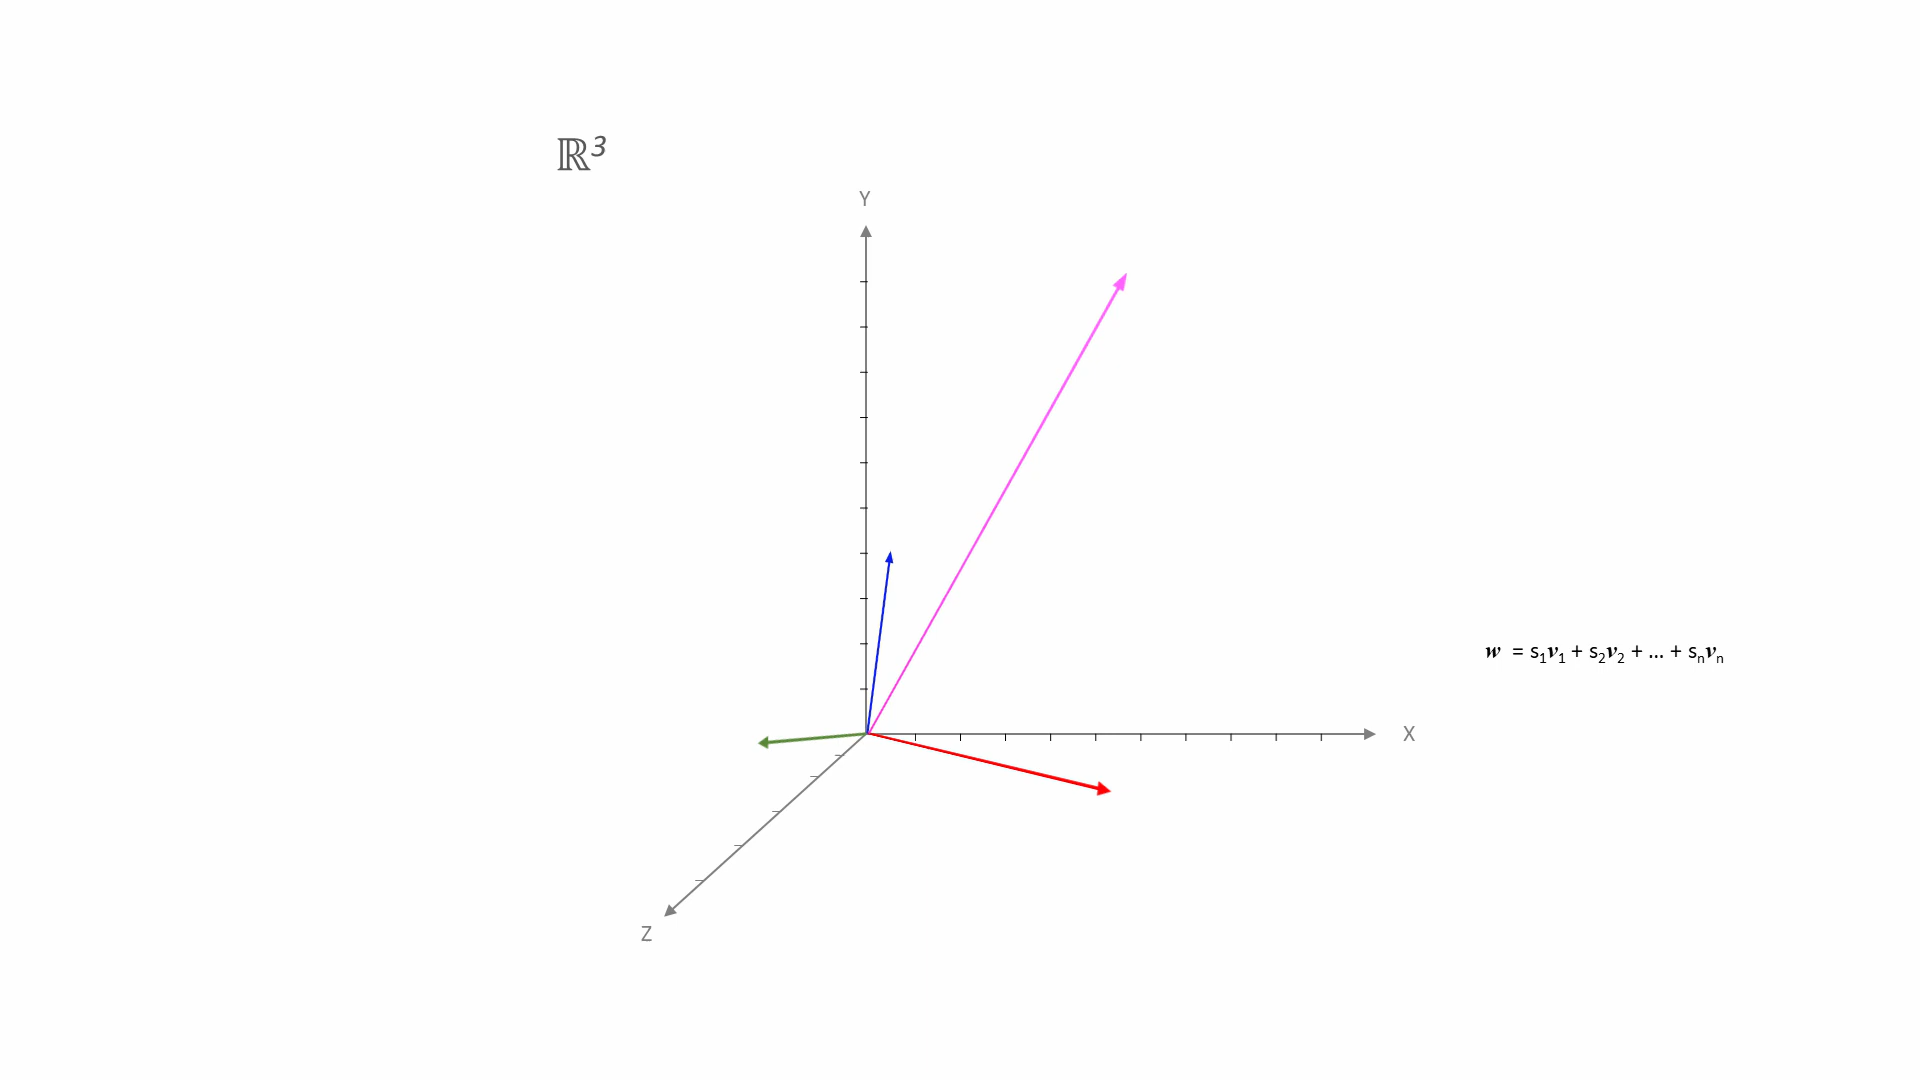 ℝ³
Y
w = s₁v₁ + s₂v₂ + ... + sₙvₙ
X
Z